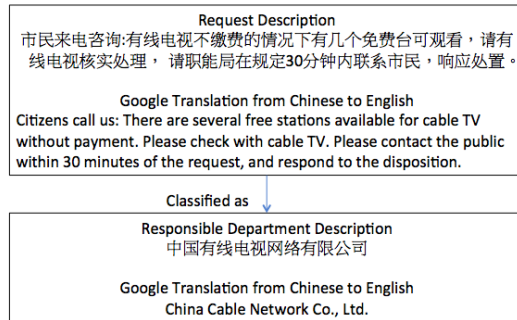 Request Description
市民来电咨询:有线电视不缴费的情况下有几个免费台可观看，请有
线电视核实处理， 请职能局在规定30分钟内联系市民，响应处置。
Google Translation from Chinese to English
Citizens call us: There are several free stations available for cable TV
without payment. Please check with cable TV. Please contact the public
within 30 minutes of the request, and respond to the disposition.
Classified as
Responsible Department Description
中国有线电视网络有限公司
Google Translation from Chinese to English
China Cable Network Co., Ltd.